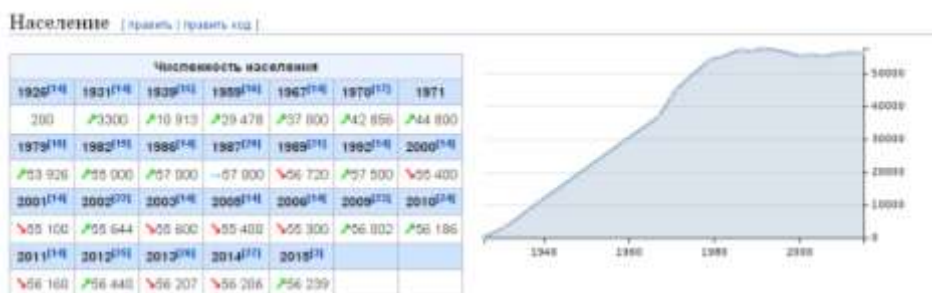 Население [ править | править код ]
Численность населения
1926[14] 1931[14] 1939[15] 1959[16] 1967[14] 1970[17] 1971
200 ↗3300 ↗10 913 ↗29 478 ↗37 000 ↗42 856 ↗44 800
1979[18] 1982[19] 1986[14] 1987[20] 1989[21] 1992[14] 2000[14]
↗53 926 ↗55 000 ↗57 000 →57 000 ↘56 720 ↗57 500 ↘55 400
2001[14] 2002[22] 2003[14] 2005[14] 2006[14] 2009[23] 2010[24]
↘55 100 ↗55 644 ↘55 600 ↘55 400 ↘55 300 ↗56 002 ↗56 186
2011[14] 2012[25] 2013[26] 2014[27] 2015[3]
↘56 160 ↗56 440 ↘56 207 ↘56 206 ↗56 239
50000
40000
30000
20000
10000
0
1940 1960 1980 2000